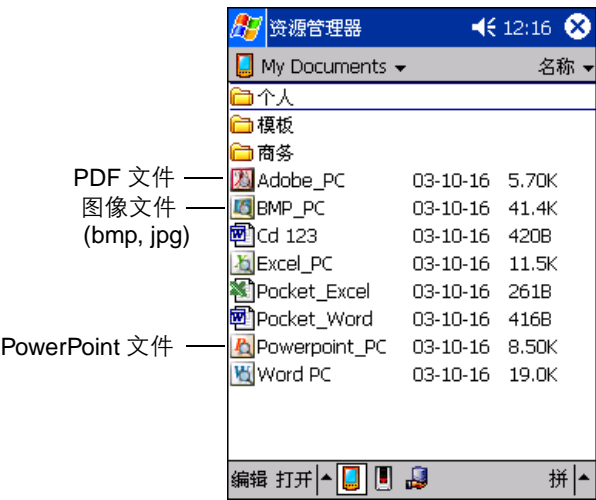 资源管理器 12:16
My Documents 名称
个人
模板
商务
PDF 文件 Adobe_PC 03-10-16 5.70K
图像文件 BMP_PC 03-10-16 41.4K
(bmp, jpg) Cd 123 03-10-16 420B
Excel_PC 03-10-16 11.5K
Pocket_Excel 03-10-16 261B
Pocket_Word 03-10-16 416B
PowerPoint 文件 Powerpoint_PC 03-10-16 8.50K
Word PC 03-10-16 19.0K
编辑 打开 拼